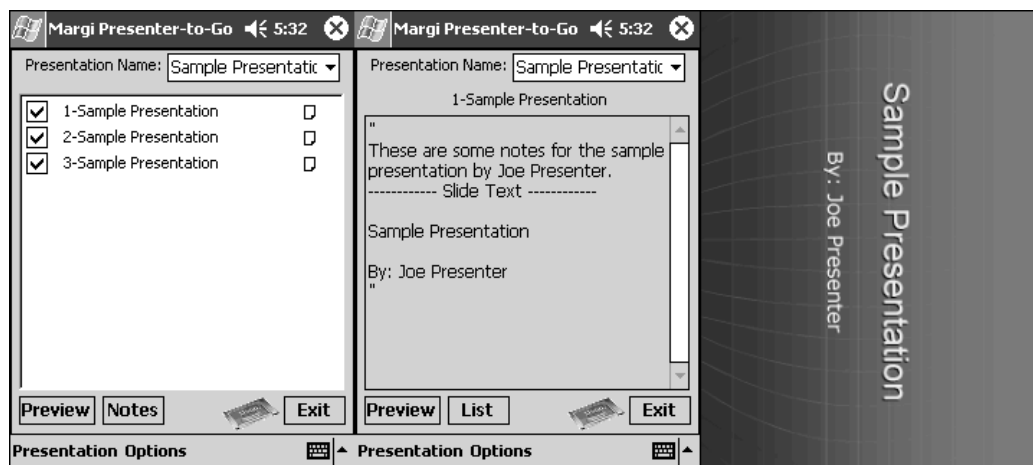 Margi Presenter-to-Go 5:32
Presentation Name: Sample Presentatic
1-Sample Presentation
2-Sample Presentation
3-Sample Presentation
Preview Notes Exit
Presentation Options
Margi Presenter-to-Go 5:32
Presentation Name: Sample Presentatic
1-Sample Presentation
"
These are some notes for the sample
presentation by Joe Presenter.
------------ Slide Text ------------
Sample Presentation
By: Joe Presenter
"
Preview List Exit
Presentation Options
Sample Presentation
By: Joe Presenter